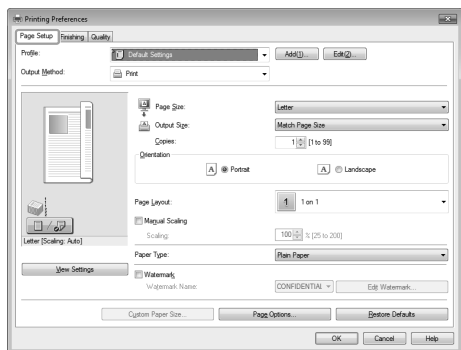 Printing Preferences
Page Setup Finishing Quality
Profile: Default Settings Add(1)... Edit(2)...
Output Method: Print
Page Size: Letter
Output Size: Match Page Size
Copies: 1 [1 to 99]
Orientation
A Portrait A Landscape
Page Layout: 1 1 on 1
Manual Scaling
Scaling: 100 % [25 to 200]
Letter [Scaling: Auto]
View Settings
Paper Type: Plain Paper
Watermark
Watermark Name: CONFIDENTIAL Edit Watermark...
Custom Paper Size... Page Options... Restore Defaults
OK Cancel Help